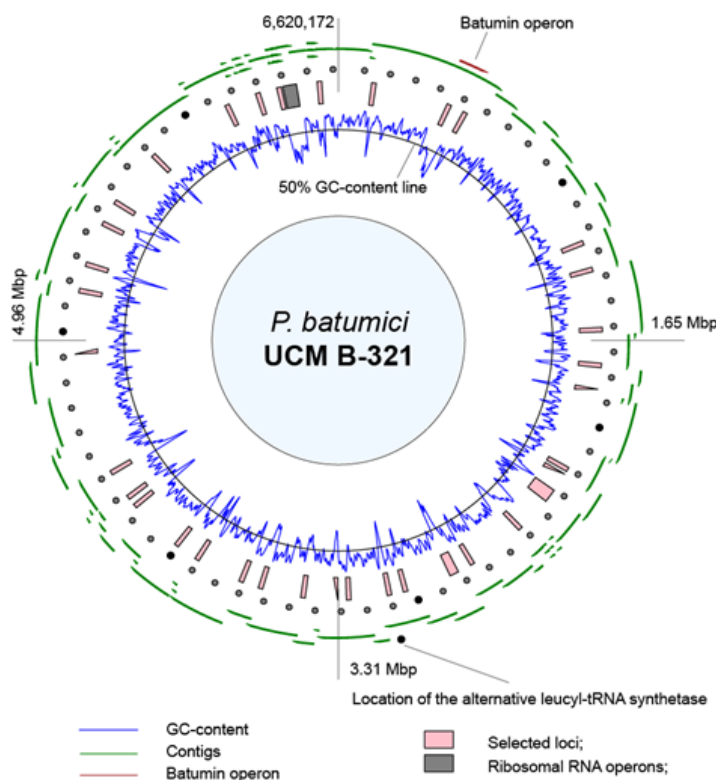 6,620,172
Batumin operon
50% GC-content line
4.96 Mbp
P. batumici
UCM B-321
1.65 Mbp
3.31 Mbp
Location of the alternative leucyl-tRNA synthetase
GC-content
Contigs
Batumin operon
Selected loci;
Ribosomal RNA operons;